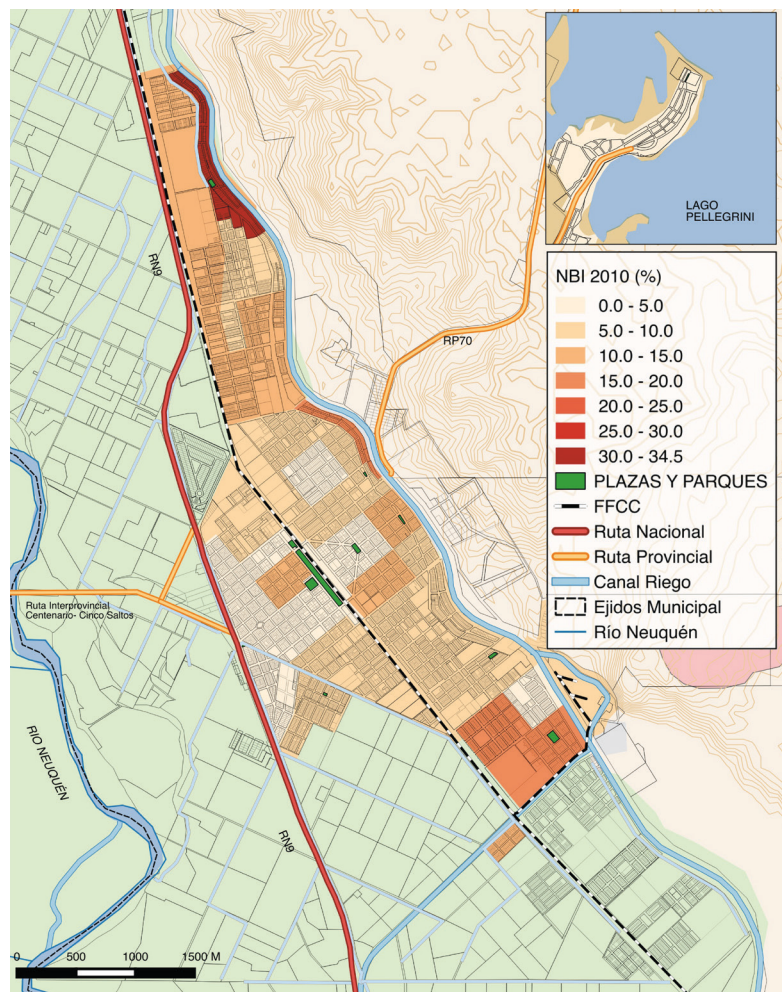 LAGO
PELLEGRINI
RN9
RP70
NBI 2010 (%)
0.0 - 5.0
5.0 - 10.0
10.0 - 15.0
15.0 - 20.0
20.0 - 25.0
25.0 - 30.0
30.0 - 34.5
PLAZAS Y PARQUES
FFCC
Ruta Nacional
Ruta Provincial
Canal Riego
Ejidos Municipal
Río Neuquén
Ruta Interprovincial
Centenario- Cinco Saltos
RÍO NEUQUÉN
RN9
0 500 1000 1500 M